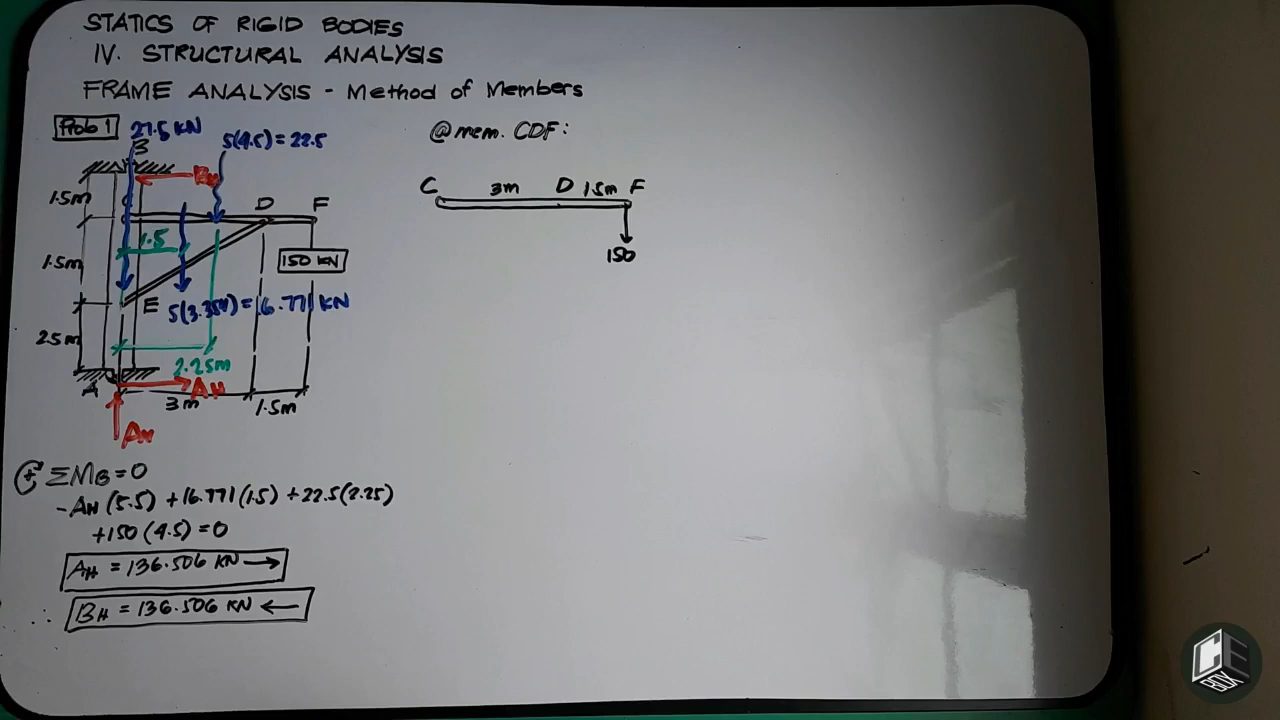 STATICS OF RIGID BODIES
IV. STRUCTURAL ANALYSIS
FRAME ANALYSIS - Method of Members
Prob 1
27.5 KN
5(4.5) = 22.5
@mem. CDF:
B
BH
1.5m
D
F
C 3m D 1.5m F
150
1.5
1.5m
150 KN
E
5(3.354) = 16.771 KN
2.5m
2.25m
A
AH
3m
1.5m
Av
+ ΣMB = 0
-AH (5.5) + 16.771 (1.5) + 22.5(2.25)
+150 (4.5) = 0
AH = 136.506 KN →
∴ BH = 136.506 KN ←
CE
BOX